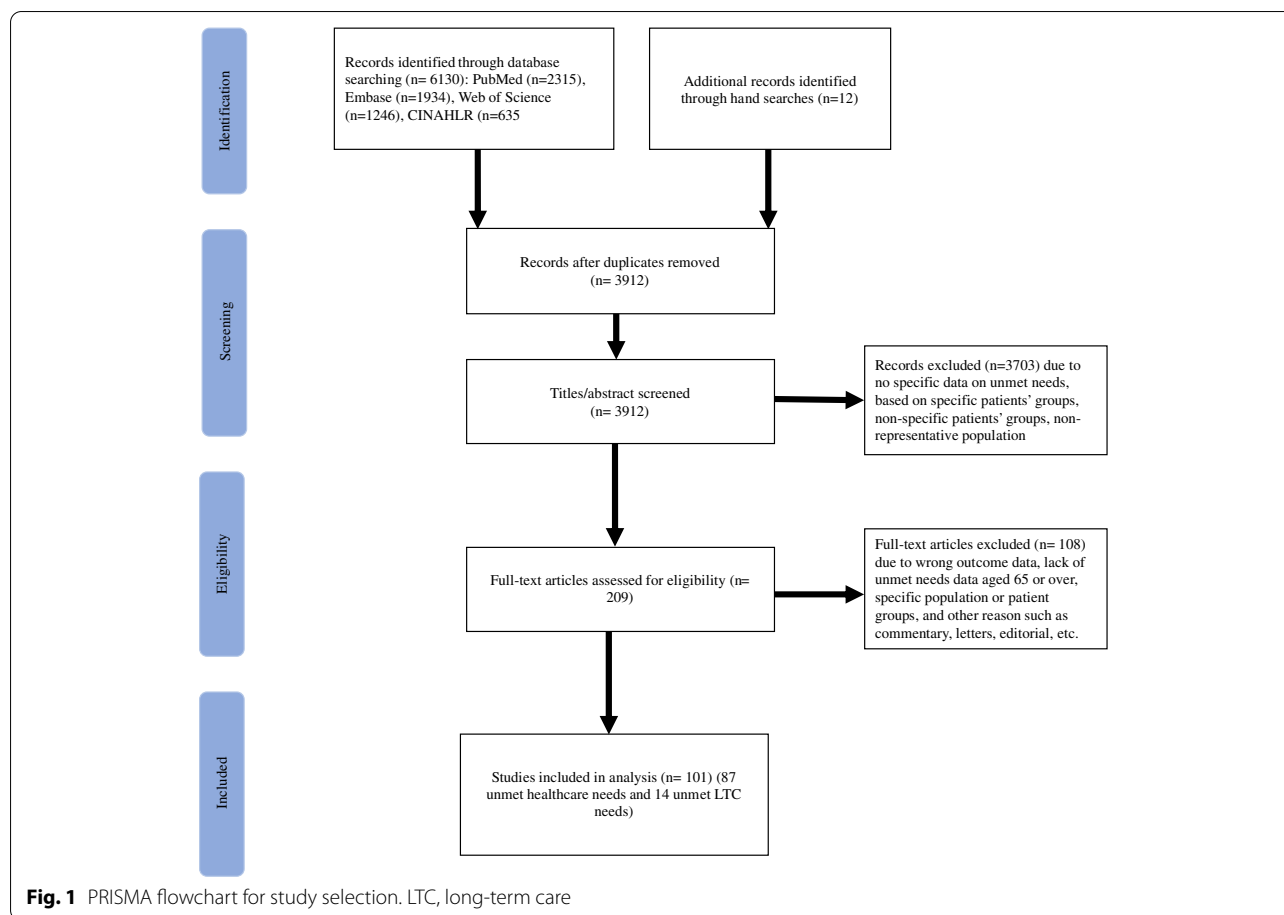 Identification
Records identified through database
searching (n= 6130): PubMed (n=2315),
Embase (n=1934), Web of Science
(n=1246), CINAHLR (n=635
Additional records identified
through hand searches (n=12)
Screening
Records after duplicates removed
(n= 3912)
Titles/abstract screened
(n= 3912)
Records excluded (n=3703) due to
no specific data on unmet needs,
based on specific patients’ groups,
non-specific patients’ groups, non-
representative population
Eligibility
Full-text articles assessed for eligibility (n=
209)
Full-text articles excluded (n= 108)
due to wrong outcome data, lack of
unmet needs data aged 65 or over,
specific population or patient
groups, and other reason such as
commentary, letters, editorial, etc.
Included
Studies included in analysis (n= 101) (87
unmet healthcare needs and 14 unmet LTC
needs)
Fig. 1 PRISMA flowchart for study selection. LTC, long-term care